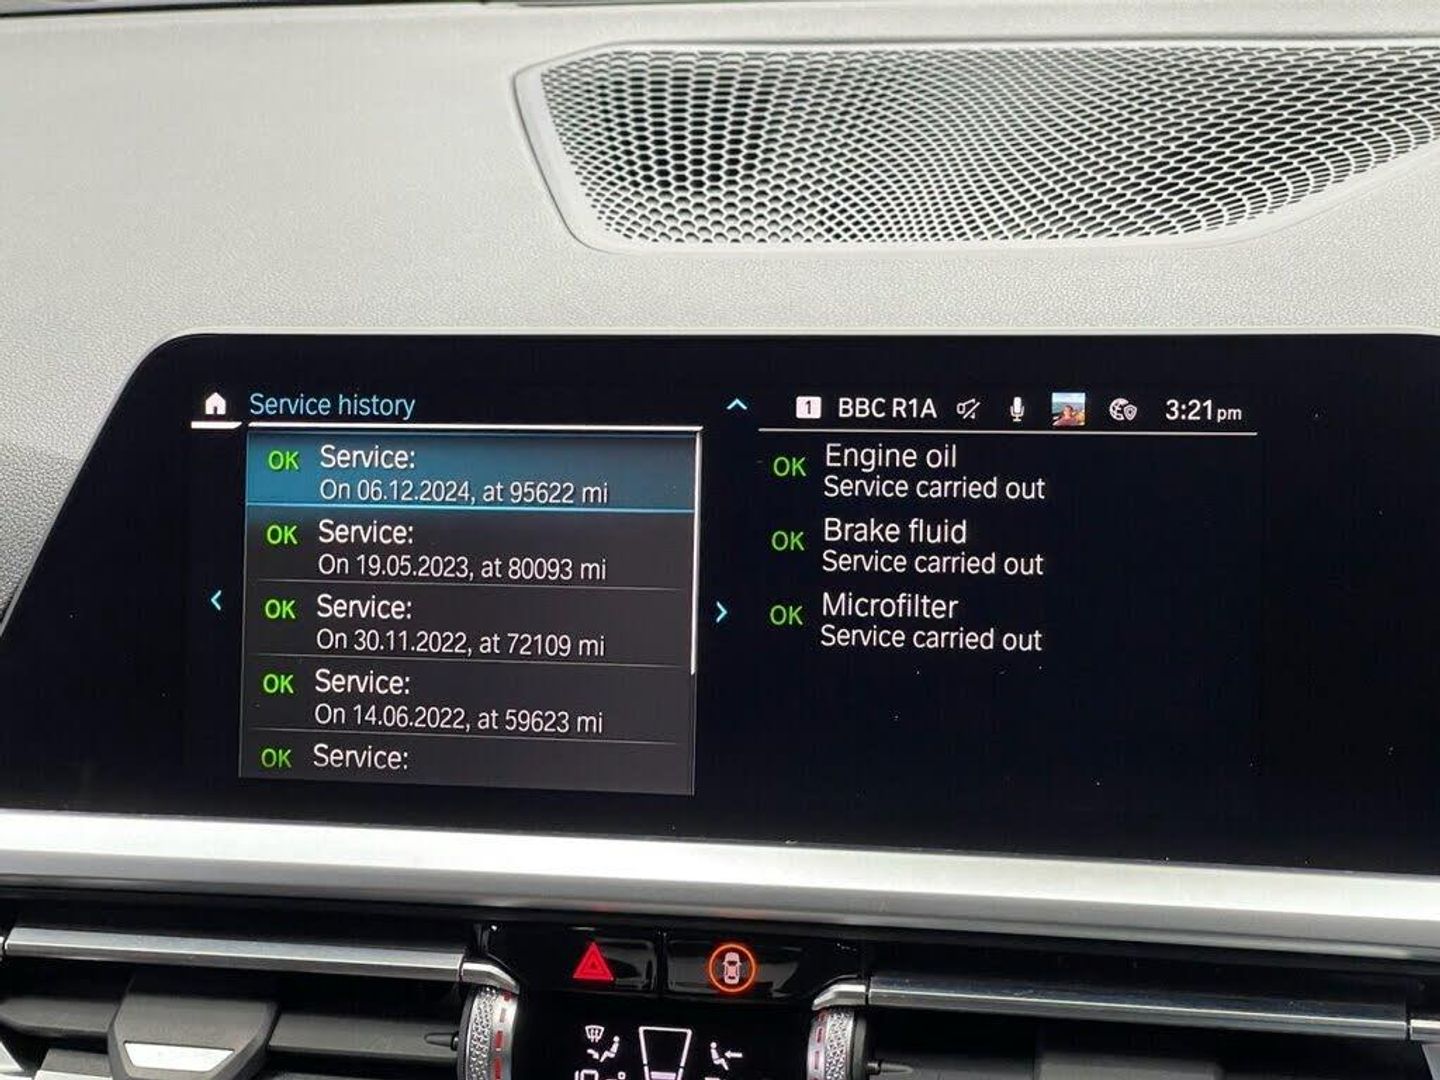 Service history
1 BBC R1A 3:21pm
OK Service:
On 06.12.2024, at 95622 mi
OK Service:
On 19.05.2023, at 80093 mi
OK Service:
On 30.11.2022, at 72109 mi
OK Service:
On 14.06.2022, at 59623 mi
OK Service:
OK Engine oil
Service carried out
OK Brake fluid
Service carried out
OK Microfilter
Service carried out